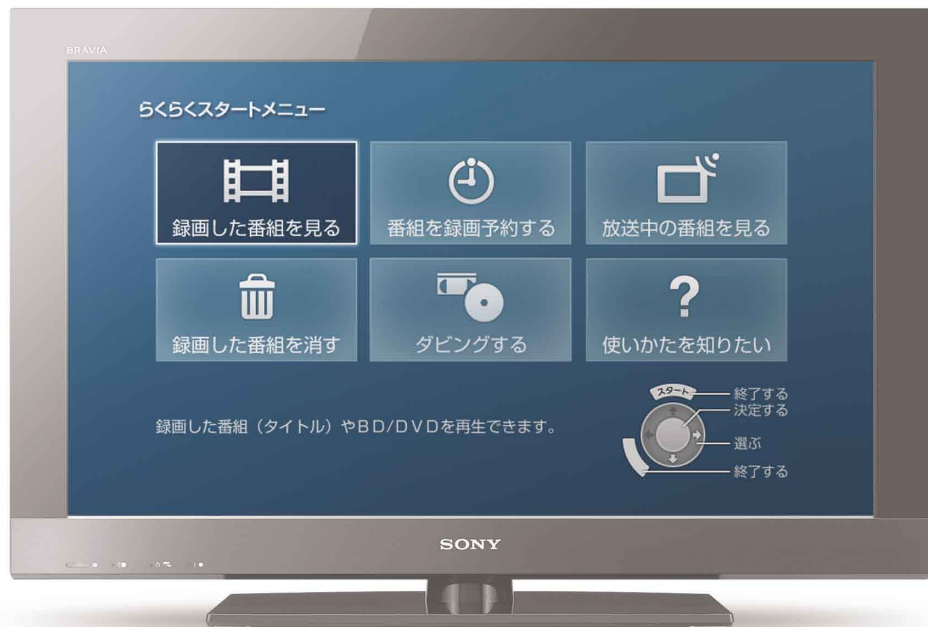 BRAVIA
らくらくスタートメニュー
録画した番組を見る
番組を録画予約する
放送中の番組を見る
録画した番組を消す
ダビングする
?
使いかたを知りたい
録画した番組（タイトル）やBD/DVDを再生できます。
スタート
終了する
決定する
選ぶ
終了する
SONY